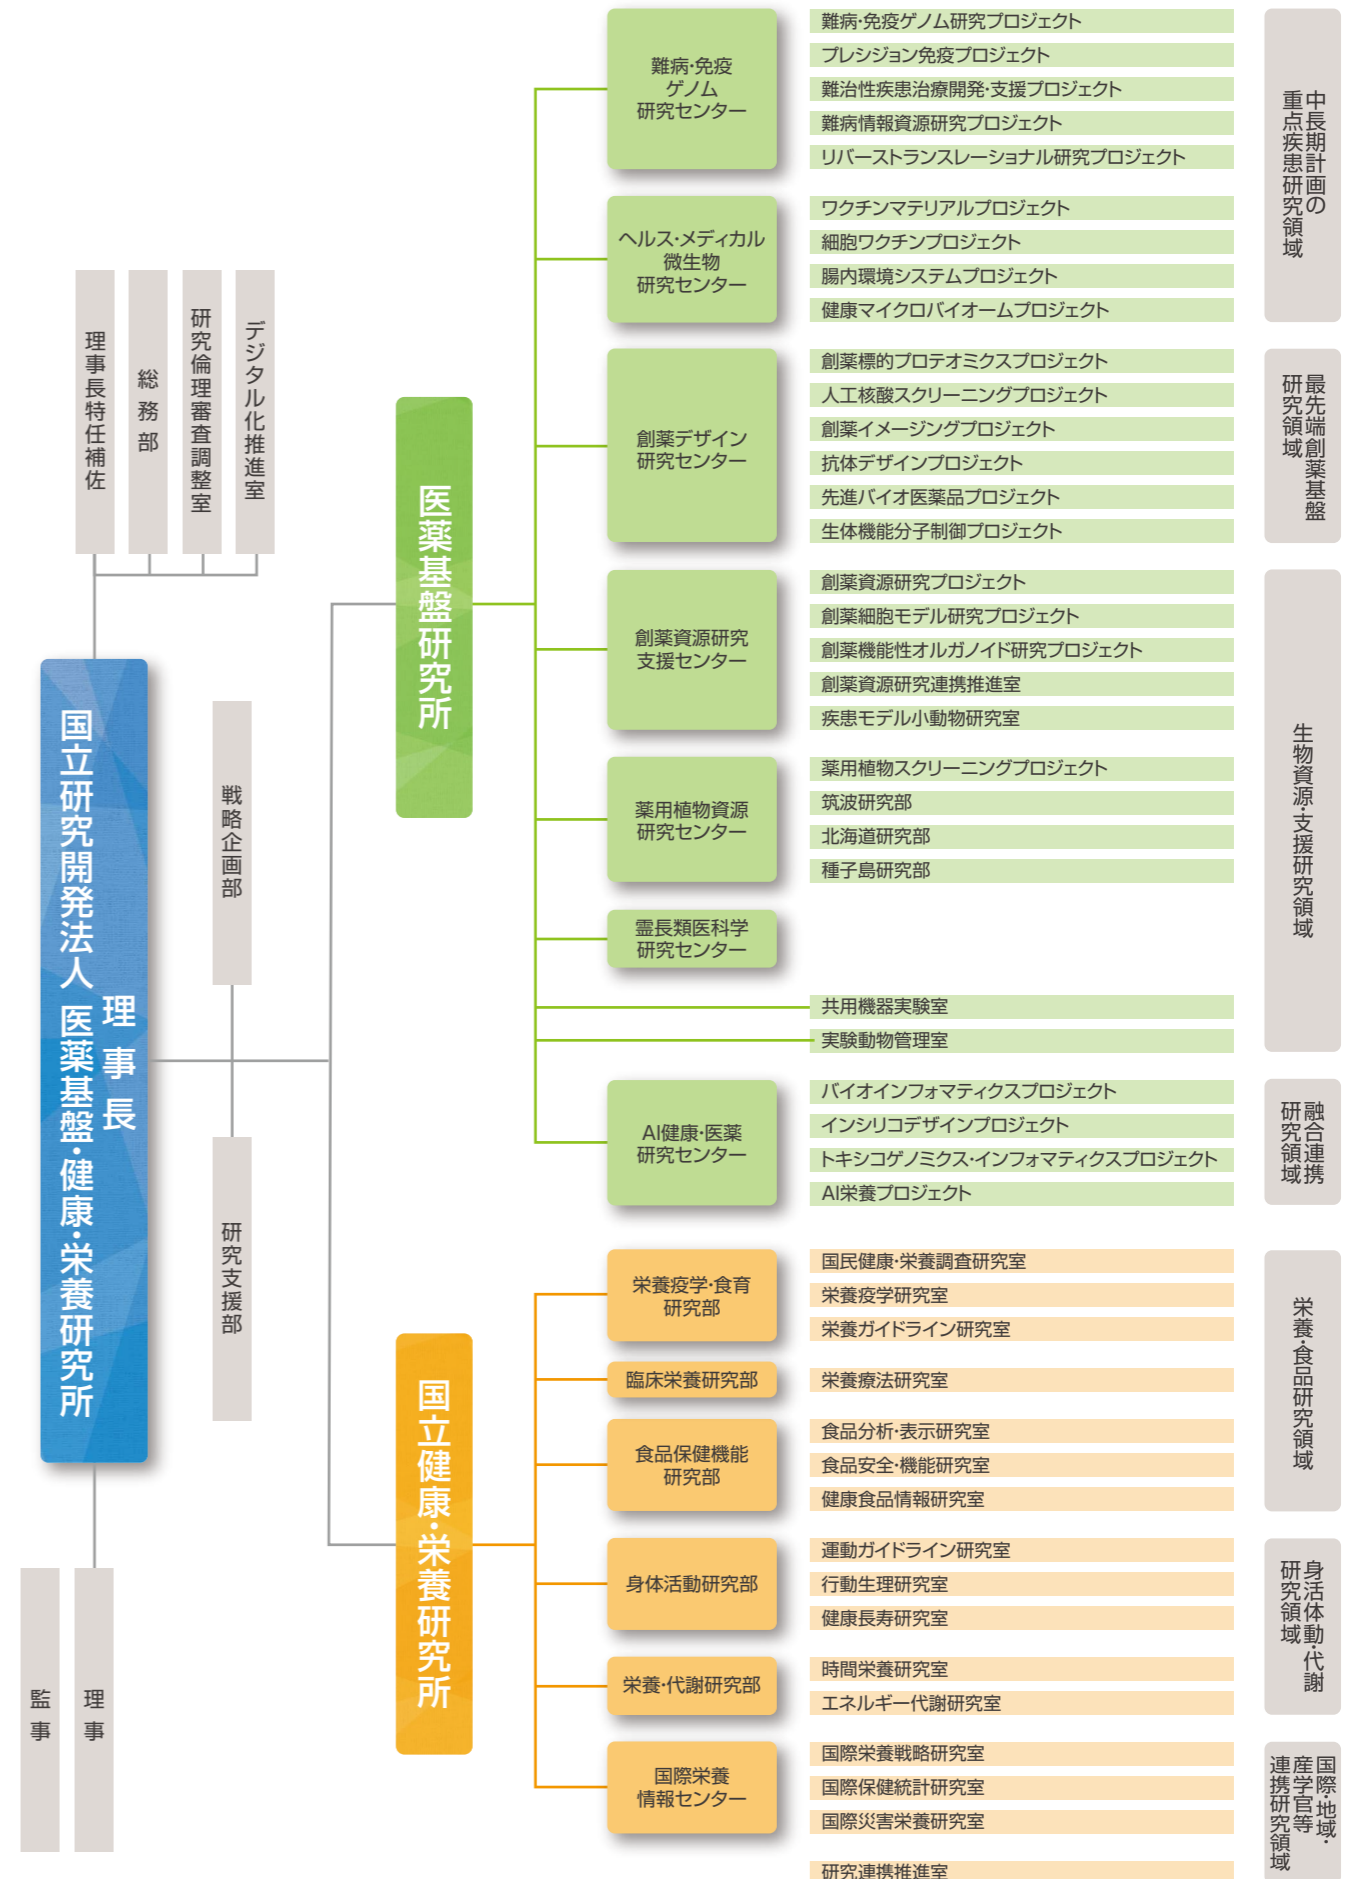 国立研究開発法人 医薬基盤・健康・栄養研究所
理事長
理事長特任補佐
総務部
研究倫理審査調整室
デジタル化推進室
戦略企画部
研究支援部
監事
理事
医薬基盤研究所
難病・免疫
ゲノム
研究センター
難病・免疫ゲノム研究プロジェクト
プレシジョン免疫プロジェクト
難治性疾患治療開発・支援プロジェクト
難病情報資源研究プロジェクト
リバーストランスレーショナル研究プロジェクト
ヘルス・メディカル
微生物
研究センター
ワクチンマテリアルプロジェクト
細胞ワクチンプロジェクト
腸内環境システムプロジェクト
健康マイクロバイオームプロジェクト
中長期計画の
重点疾患研究領域
創薬デザイン
研究センター
創薬標的プロテオミクスプロジェクト
人工核酸スクリーニングプロジェクト
創薬イメージングプロジェクト
抗体デザインプロジェクト
先進バイオ医薬品プロジェクト
生体機能分子制御プロジェクト
最先端創薬基盤
研究領域
創薬資源研究
支援センター
創薬資源研究プロジェクト
創薬細胞モデル研究プロジェクト
創薬機能性オルガノイド研究プロジェクト
創薬資源研究連携推進室
疾患モデル小動物研究室
薬用植物資源
研究センター
薬用植物スクリーニングプロジェクト
筑波研究部
北海道研究部
種子島研究部
霊長類医科学
研究センター
共用機器実験室
実験動物管理室
生物資源・支援研究領域
AI健康・医薬
研究センター
バイオインフォマティクスプロジェクト
インシリコデザインプロジェクト
トキシコゲノミクス・インフォマティクスプロジェクト
AI栄養プロジェクト
融合連携
研究領域
国立健康・栄養研究所
栄養疫学・食育
研究部
国民健康・栄養調査研究室
栄養疫学研究室
栄養ガイドライン研究室
臨床栄養研究部
栄養療法研究室
食品保健機能
研究部
食品分析・表示研究室
食品安全・機能研究室
健康食品情報研究室
栄養・食品研究領域
身体活動研究部
運動ガイドライン研究室
行動生理研究室
健康長寿研究室
栄養・代謝研究部
時間栄養研究室
エネルギー代謝研究室
身活体動・代謝
研究領域
国際栄養
情報センター
国際栄養戦略研究室
国際保健統計研究室
国際災害栄養研究室
研究連携推進室
国際・地域・
産学官等
連携研究領域